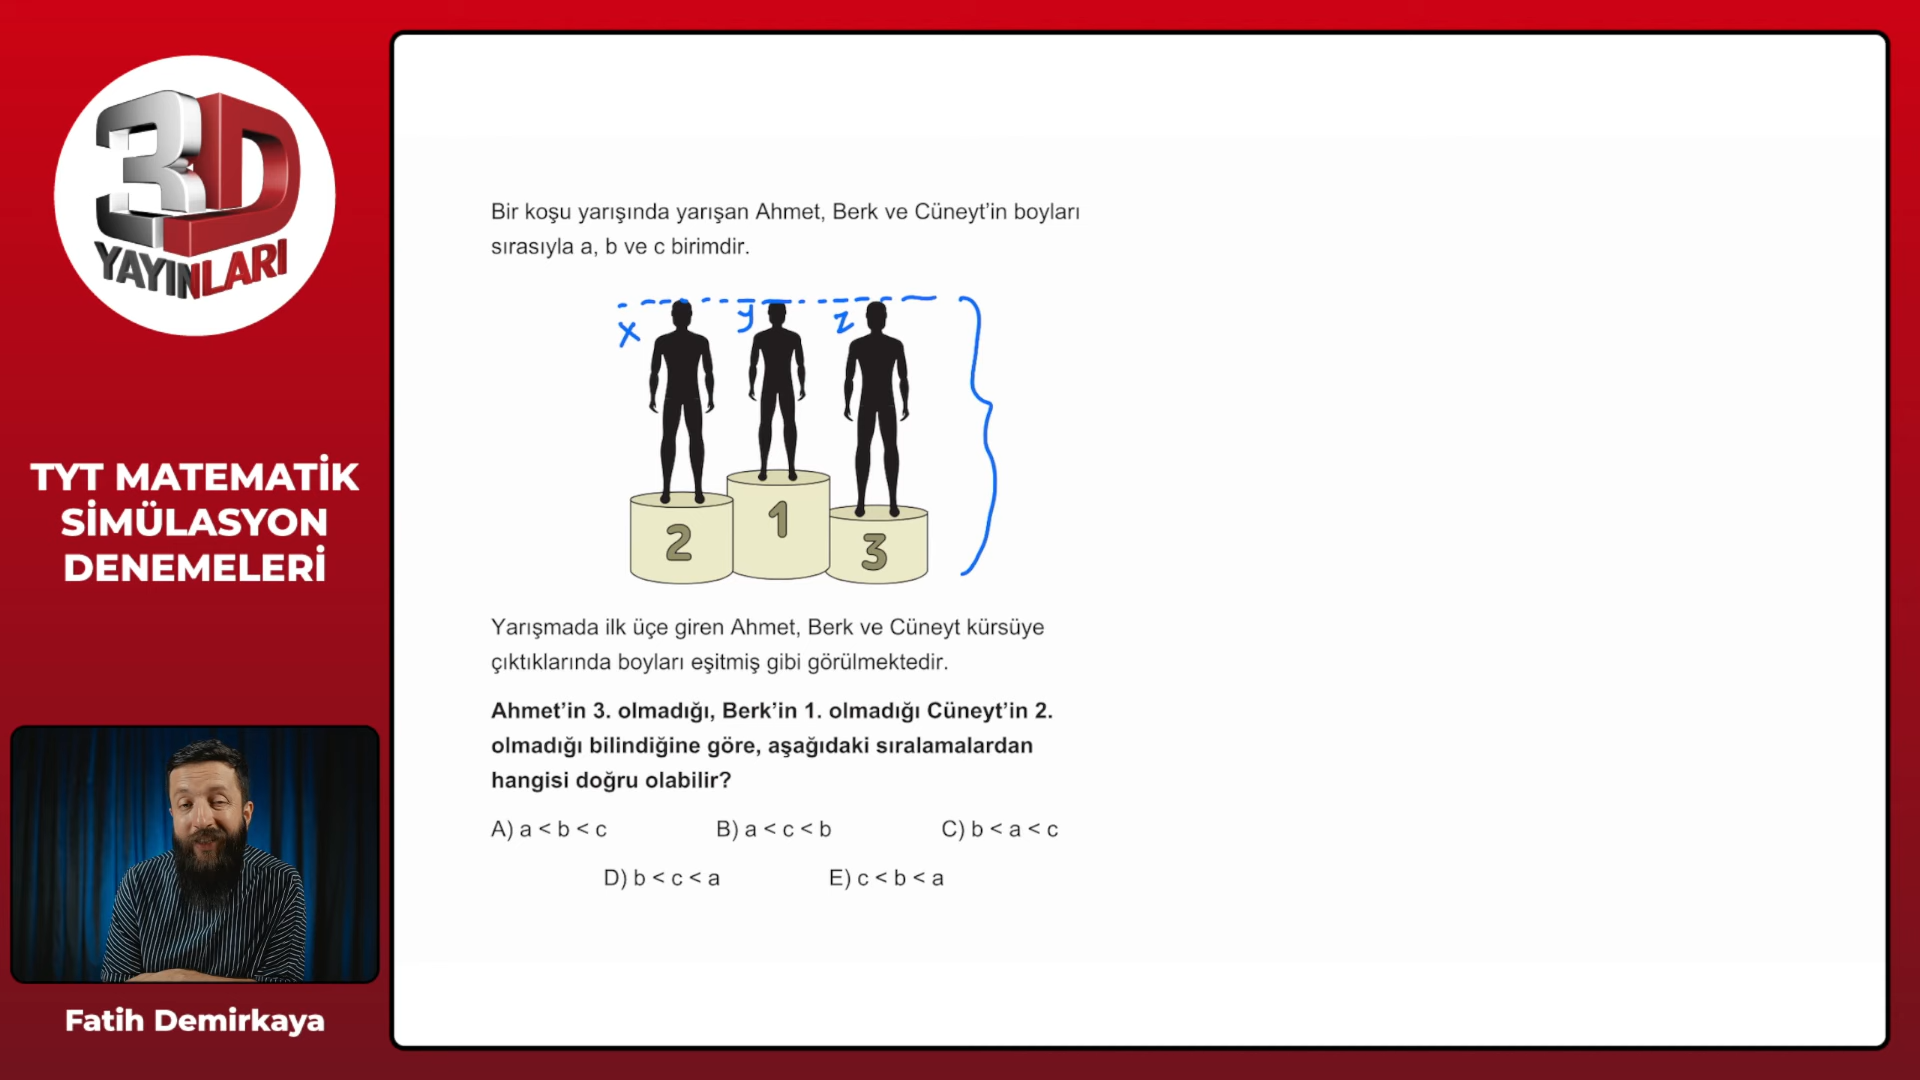 3D
YAYINLARI
TYT MATEMATİK
SİMÜLASYON
DENEMELERİ
Fatih Demirkaya
Bir koşu yarışında yarışan Ahmet, Berk ve Cüneyt'in boyları
sırasıyla a, b ve c birimdir.
x y z
2 1 3
Yarışmada ilk üçe giren Ahmet, Berk ve Cüneyt kürsüye
çıktıklarında boyları eşitmiş gibi görülmektedir.
Ahmet'in 3. olmadığı, Berk'in 1. olmadığı Cüneyt'in 2.
olmadığı bilindiğine göre, aşağıdaki sıralamalardan
hangisi doğru olabilir?
A) a < b < c B) a < c < b C) b < a < c
D) b < c < a E) c < b < a